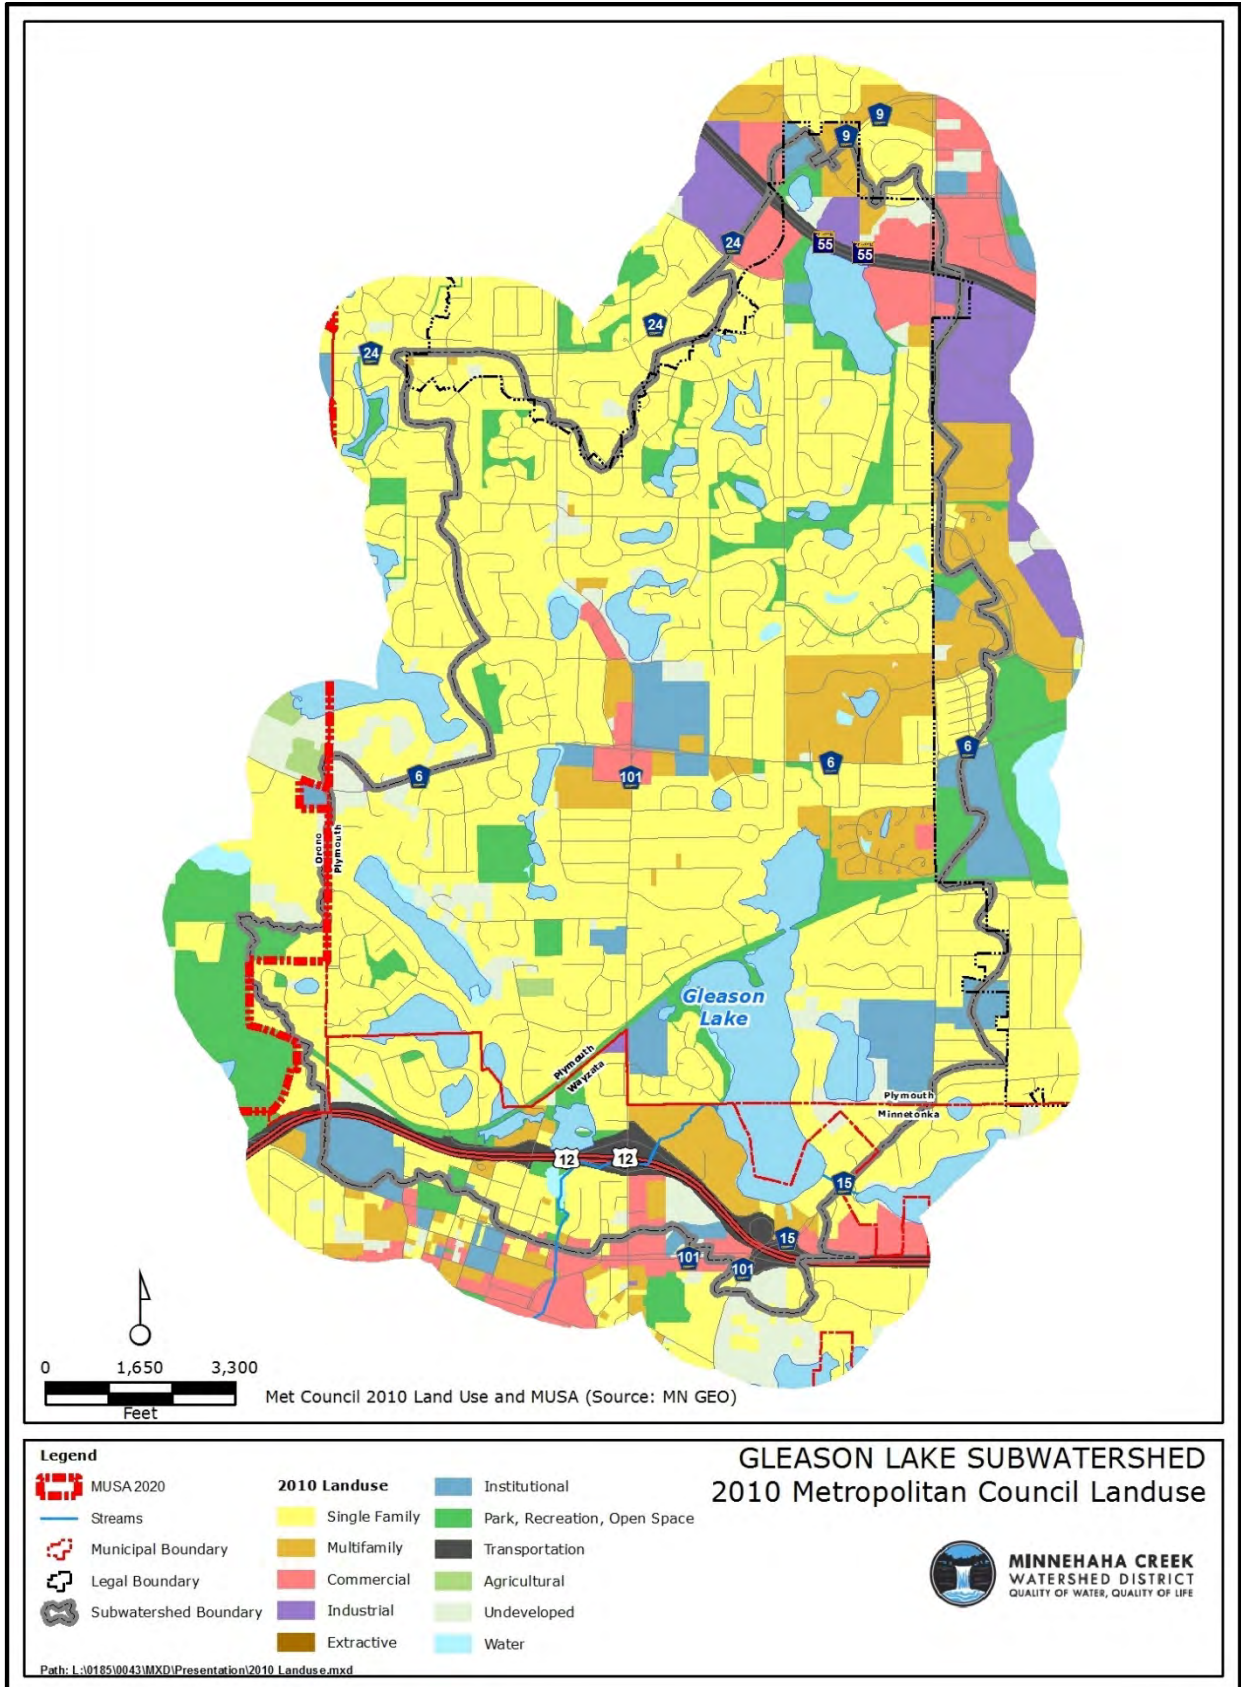 9
9
24
55
55
24
24
6
6
6
101
Orono
Plymouth
Gleason
Lake
Plymouth
Wayzata
Plymouth
Minnetonka
12
12
15
15
101
101
0 1,650 3,300
Feet
Met Council 2010 Land Use and MUSA (Source: MN GEO)
Legend
MUSA 2020
Streams
Municipal Boundary
Legal Boundary
Subwatershed Boundary
2010 Landuse
Single Family
Multifamily
Commercial
Industrial
Extractive
Institutional
Park, Recreation, Open Space
Transportation
Agricultural
Undeveloped
Water
GLEASON LAKE SUBWATERSHED
2010 Metropolitan Council Landuse
MINNEHAHA CREEK
WATERSHED DISTRICT
QUALITY OF WATER, QUALITY OF LIFE
Path: L:\0185\0043\MXD\Presentation\2010 Landuse.mxd